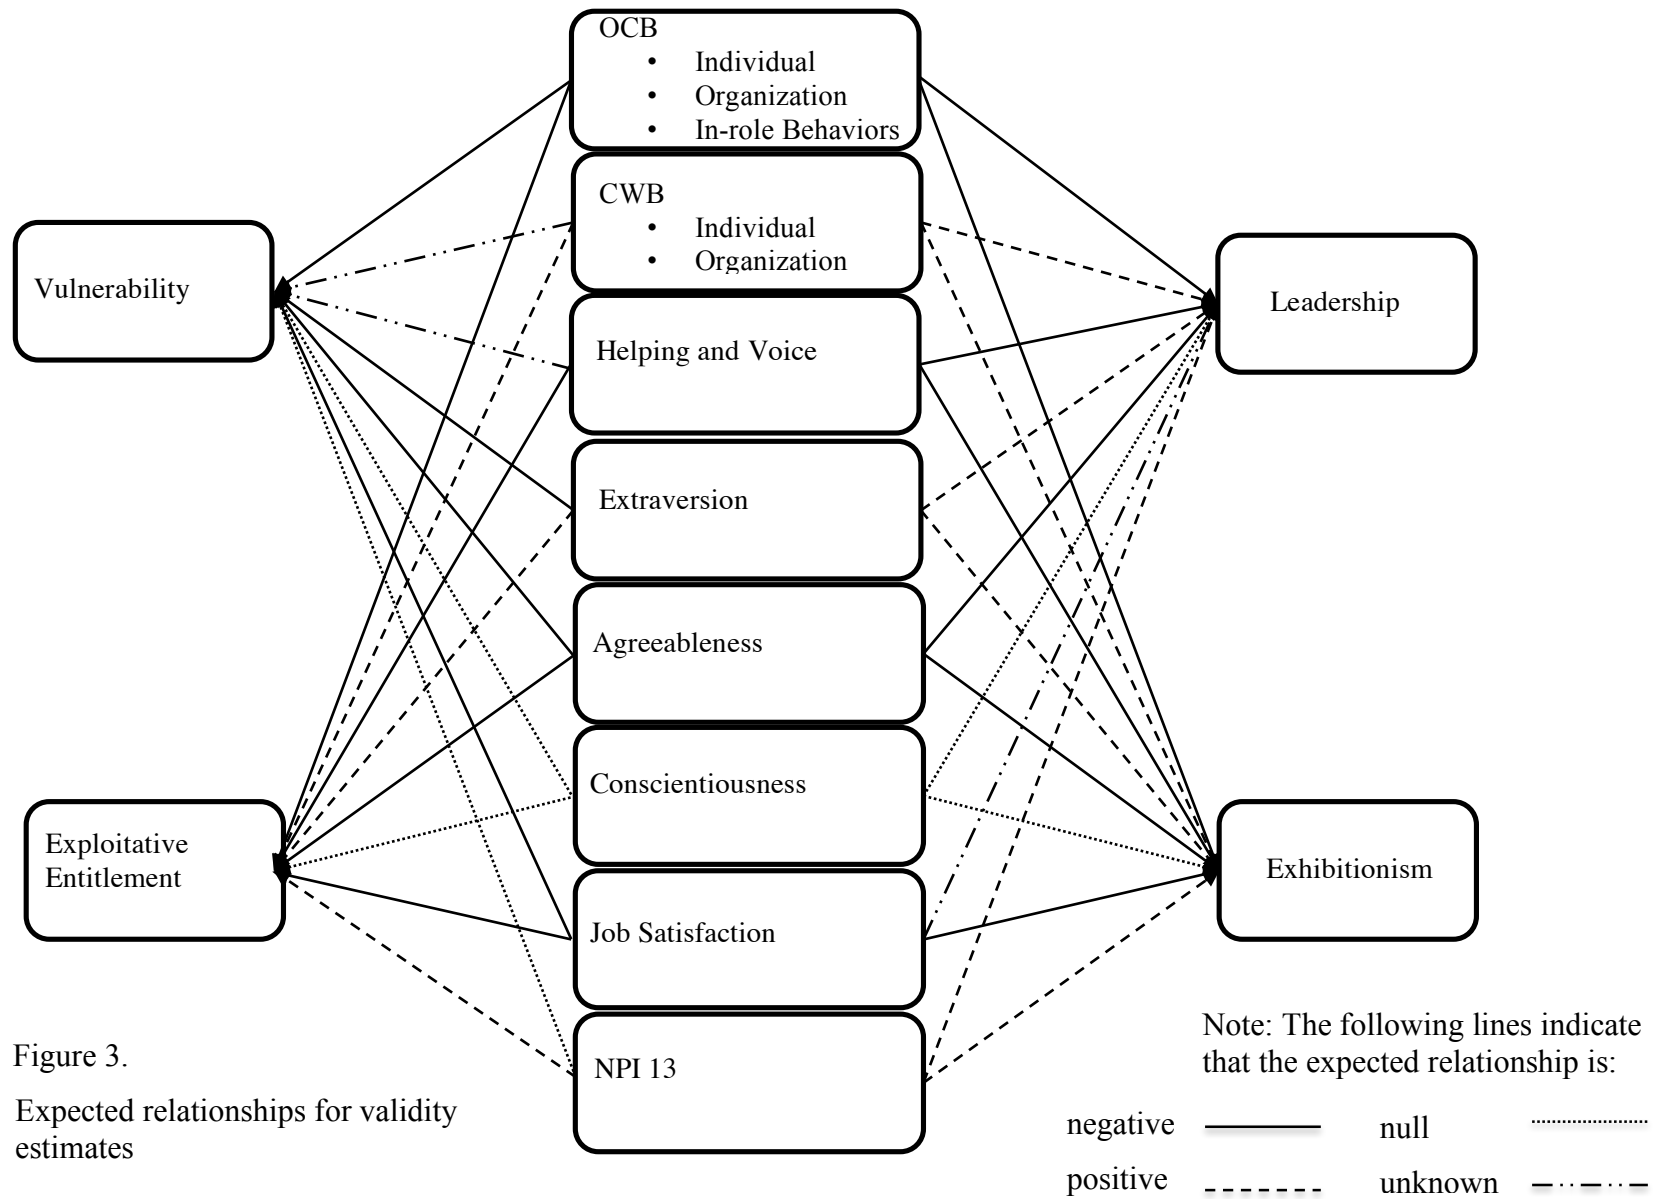 OCB
• Individual
• Organization
• In-role Behaviors
CWB
• Individual
• Organization
Vulnerability
Leadership
Helping and Voice
Extraversion
Agreeableness
Conscientiousness
Exploitative
Entitlement
Exhibitionism
Job Satisfaction
NPI 13
Figure 3.
Expected relationships for validity
estimates
Note: The following lines indicate
that the expected relationship is:
negative
null
positive
unknown